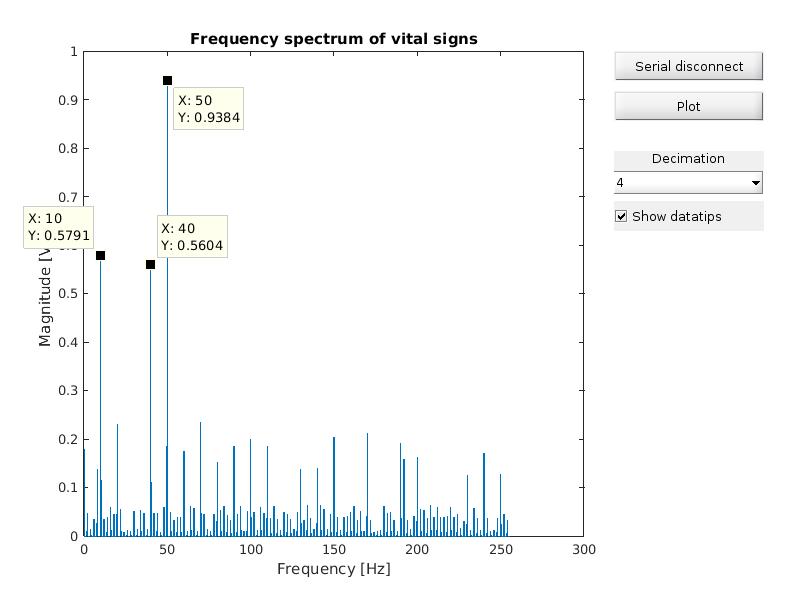 Frequency spectrum of vital signs
Serial disconnect
Plot
Decimation
4
Show datatips
X: 50
Y: 0.9384
X: 10
Y: 0.5791
X: 40
Y: 0.5604
1
0.9
0.8
0.7
0.5
0.4
0.3
0.2
0.1
0
Magnitude
0 50 100 150 200 250 300
Frequency [Hz]